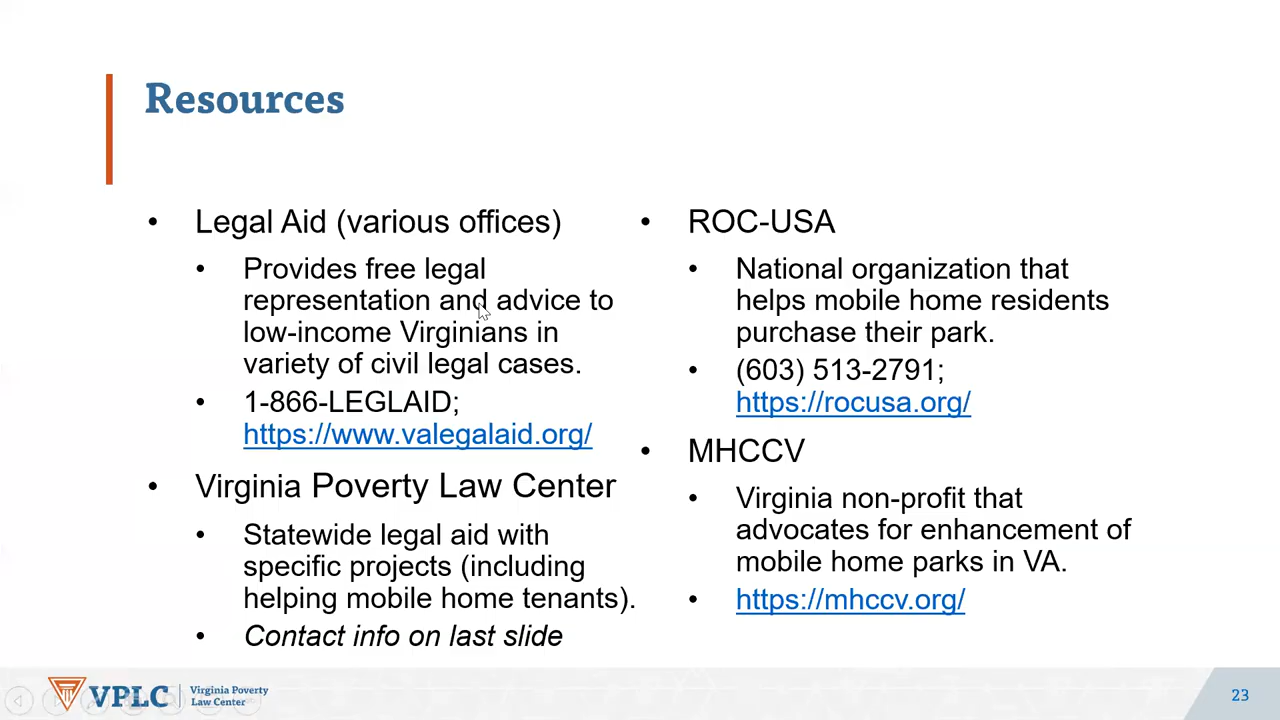 Resources
• Legal Aid (various offices)
• Provides free legal
representation and advice to
low-income Virginians in
variety of civil legal cases.
• 1-866-LEGLAID;
https://www.valegalaid.org/
• Virginia Poverty Law Center
• Statewide legal aid with
specific projects (including
helping mobile home tenants).
• Contact info on last slide
• ROC-USA
• National organization that
helps mobile home residents
purchase their park.
• (603) 513-2791;
https://rocusa.org/
• MHCCV
• Virginia non-profit that
advocates for enhancement of
mobile home parks in VA.
• https://mhccv.org/
VPLC
Virginia Poverty
Law Center
23